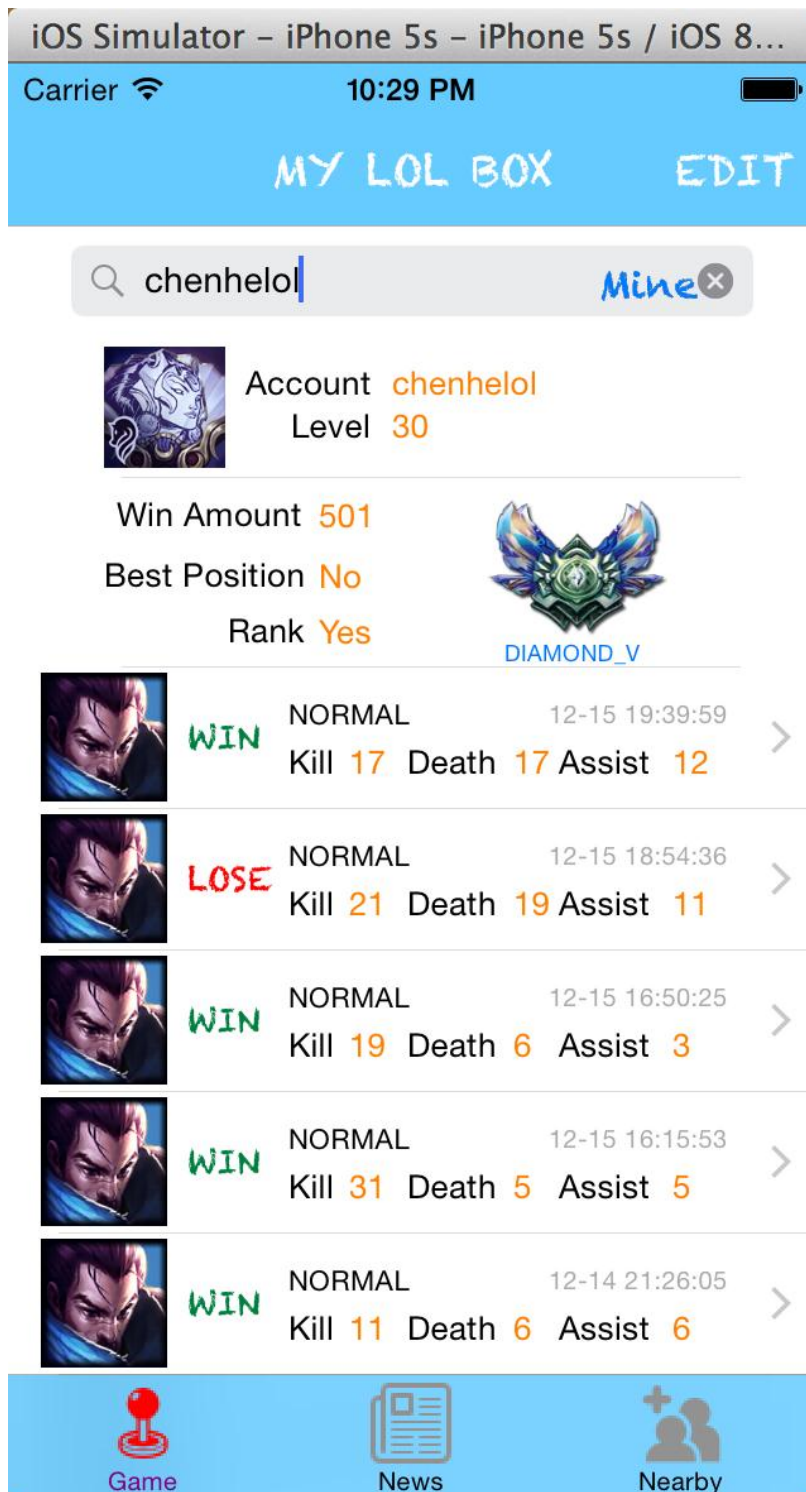 iOS Simulator – iPhone 5s – iPhone 5s / iOS 8...
Carrier 10:29 PM
MY LOL BOX EDIT
chenhelol Mine
Account chenhelol
Level 30
Win Amount 501
Best Position No
Rank Yes
DIAMOND_V
WIN NORMAL 12-15 19:39:59
Kill 17 Death 17 Assist 12
LOSE NORMAL 12-15 18:54:36
Kill 21 Death 19 Assist 11
WIN NORMAL 12-15 16:50:25
Kill 19 Death 6 Assist 3
WIN NORMAL 12-15 16:15:53
Kill 31 Death 5 Assist 5
WIN NORMAL 12-14 21:26:05
Kill 11 Death 6 Assist 6
Game News Nearby